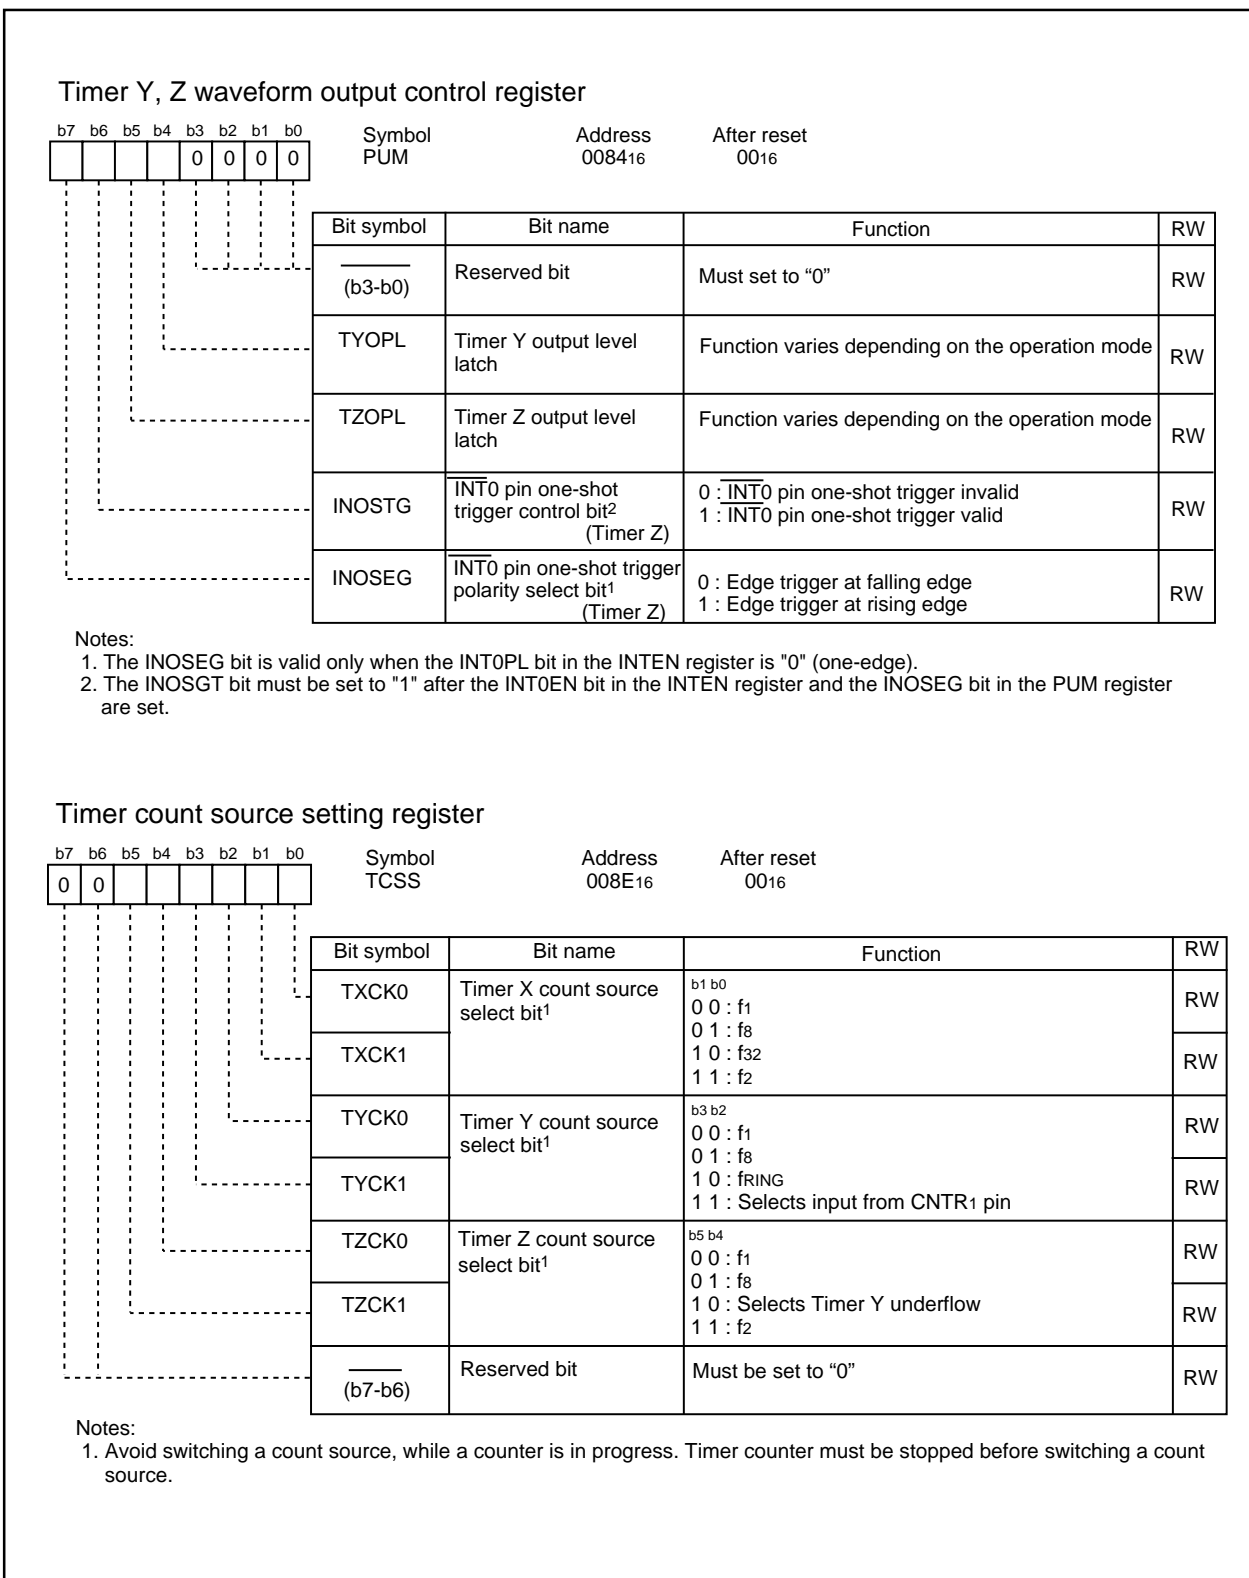 Timer Y, Z waveform output control register
b7 b6 b5 b4 b3 b2 b1 b0
0 0 0 0
Symbol Address After reset
PUM 008416 0016
Bit symbol Bit name Function RW
(b3-b0) Reserved bit Must set to “0” RW
TYOPL Timer Y output level latch Function varies depending on the operation mode RW
TZOPL Timer Z output level latch Function varies depending on the operation mode RW
INOSTG INT0 pin one-shot trigger control bit2 (Timer Z)
0 : INT0 pin one-shot trigger invalid
1 : INT0 pin one-shot trigger valid
RW
INOSEG INT0 pin one-shot trigger polarity select bit1 (Timer Z)
0 : Edge trigger at falling edge
1 : Edge trigger at rising edge
RW
Notes:
1. The INOSEG bit is valid only when the INT0PL bit in the INTEN register is "0" (one-edge).
2. The INOSGT bit must be set to "1" after the INT0EN bit in the INTEN register and the INOSEG bit in the PUM register
are set.
Timer count source setting register
b7 b6 b5 b4 b3 b2 b1 b0
0 0
Symbol Address After reset
TCSS 008E16 0016
Bit symbol Bit name Function RW
TXCK0 Timer X count source select bit1 RW
TXCK1 RW
b1 b0
0 0 : f1
0 1 : f8
1 0 : f32
1 1 : f2
TYCK0 Timer Y count source select bit1 RW
TYCK1 RW
b3 b2
0 0 : f1
0 1 : f8
1 0 : fRING
1 1 : Selects input from CNTR1 pin
TZCK0 Timer Z count source select bit1 RW
TZCK1 RW
b5 b4
0 0 : f1
0 1 : f8
1 0 : Selects Timer Y underflow
1 1 : f2
(b7-b6) Reserved bit Must be set to “0” RW
Notes:
1. Avoid switching a count source, while a counter is in progress. Timer counter must be stopped before switching a count
source.